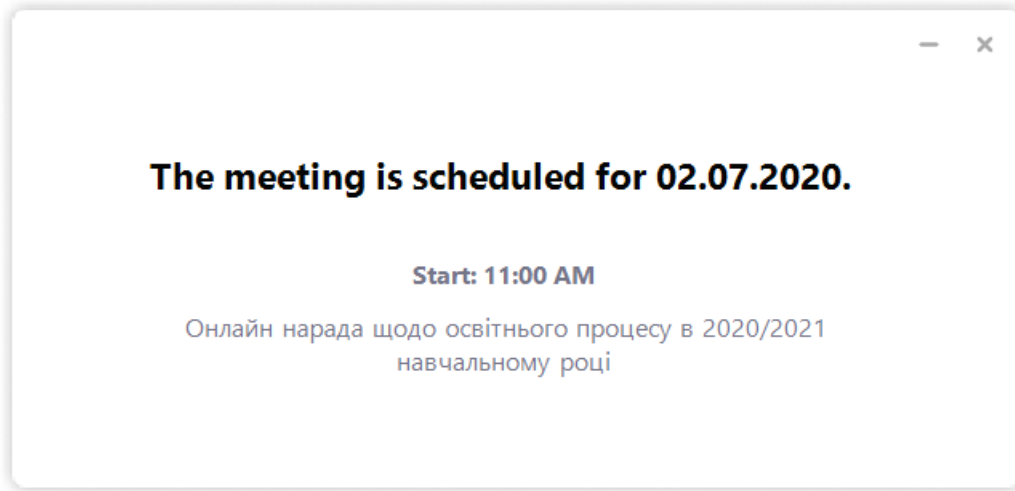 The meeting is scheduled for 02.07.2020.
Start: 11:00 AM
Онлайн нарада щодо освітнього процесу в 2020/2021
навчальному році